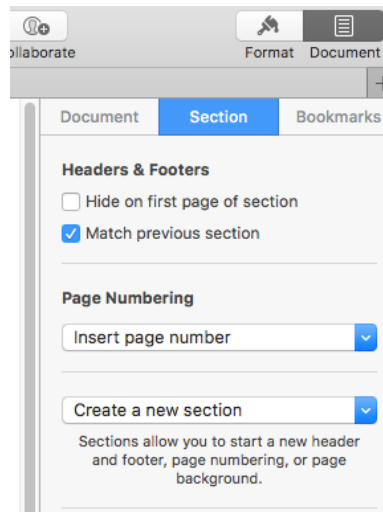 ollaborate
Format Document
Document Section Bookmarks
Headers & Footers
Hide on first page of section
Match previous section
Page Numbering
Insert page number
Create a new section
Sections allow you to start a new header
and footer, page numbering, or page
background.